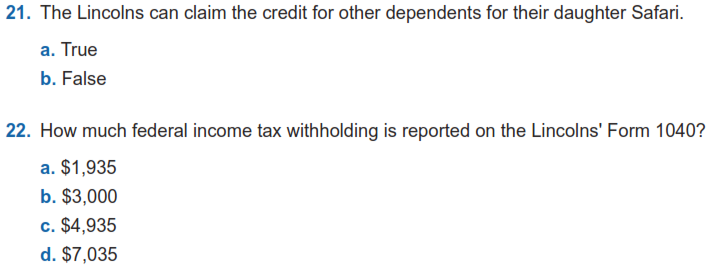 21. The Lincolns can claim the credit for other dependents for their daughter Safari.
a. True
b. False
22. How much federal income tax withholding is reported on the Lincolns' Form 1040?
a. $1,935
b. $3,000
c. $4,935
d. $7,035